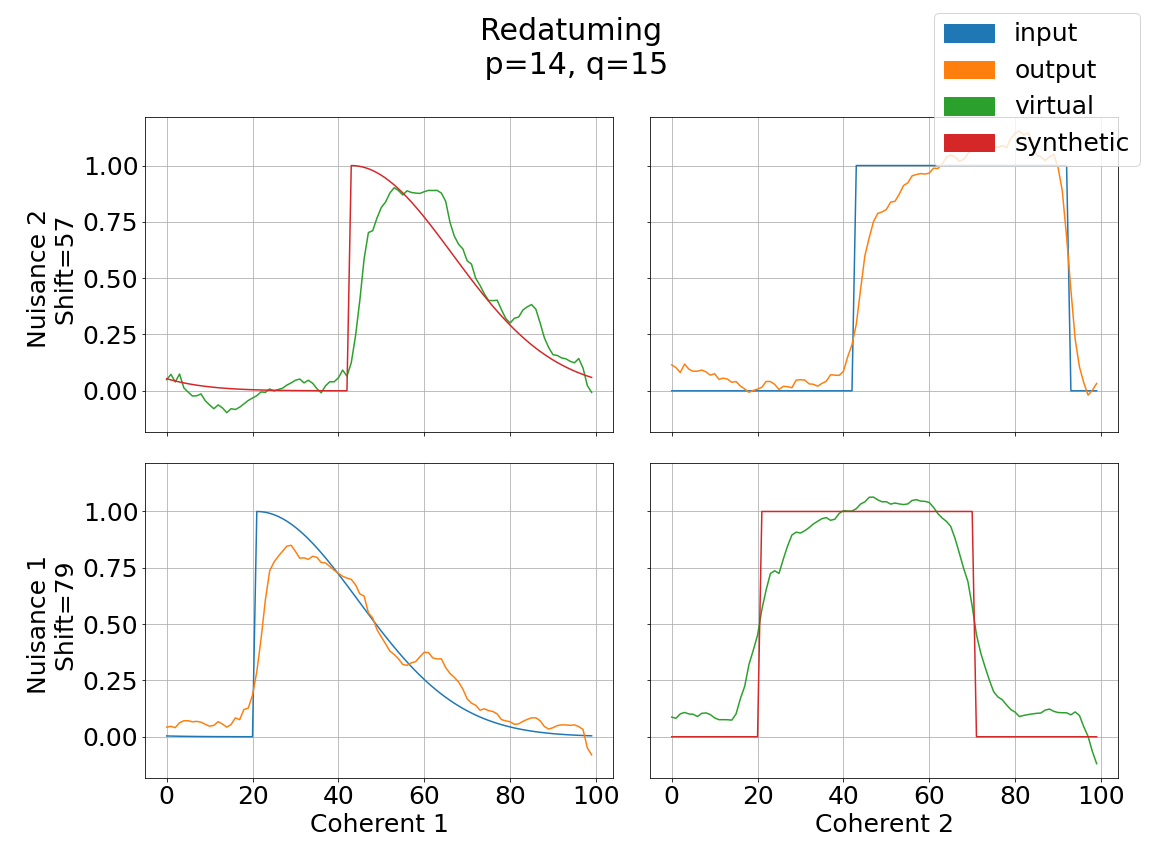 Redatuming
p=14, q=15
input
output
virtual
synthetic
Nuisance 2
Shift=57
1.00
0.75
0.50
0.25
0.00
Nuisance 1
Shift=79
1.00
0.75
0.50
0.25
0.00
0 20 40 60 80 100
0 20 40 60 80 100
Coherent 1
Coherent 2